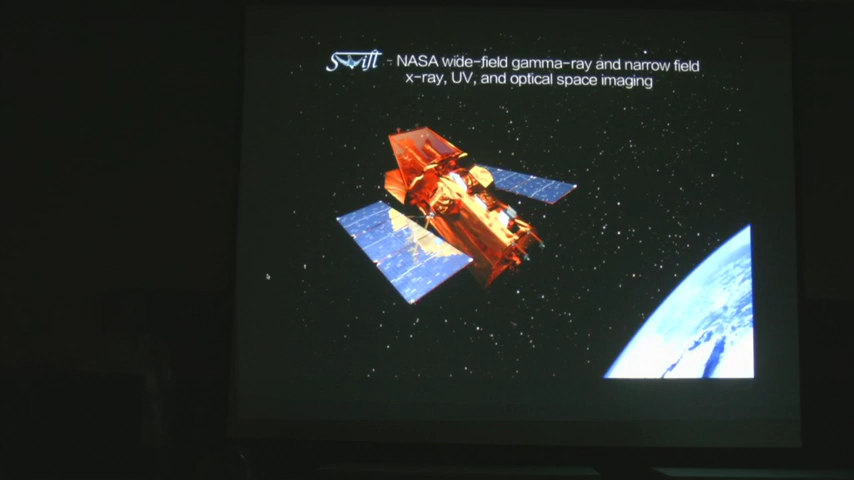 Swift - NASA wide-field gamma-ray and narrow field
x-ray, UV, and optical space imaging